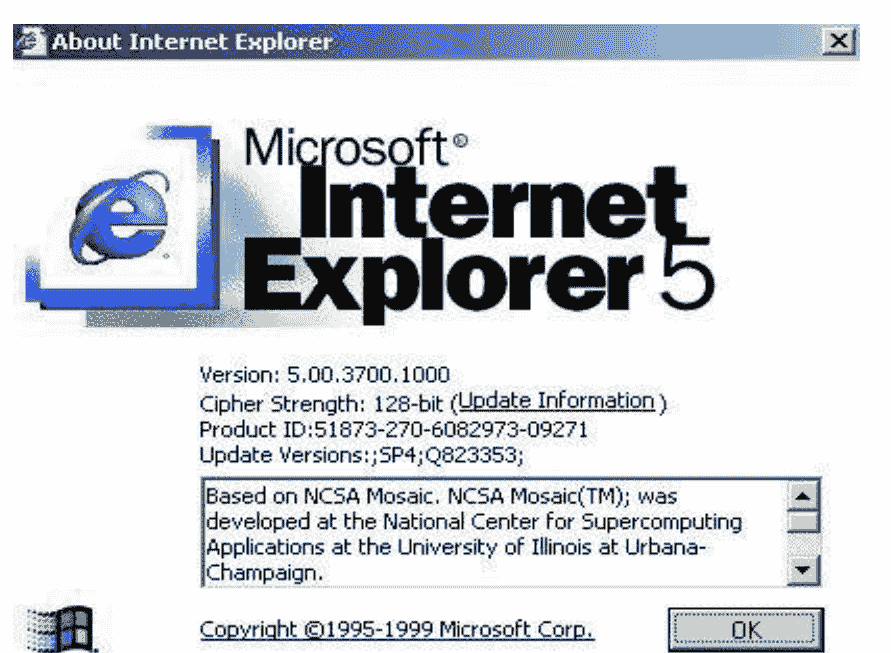 About Internet Explorer
Microsoft®
Internet
Explorer 5
Version: 5.00.3700.1000
Cipher Strength: 128-bit (Update Information )
Product ID:51873-270-6082973-09271
Update Versions:;SP4;Q823353;
Based on NCSA Mosaic. NCSA Mosaic(TM); was
developed at the National Center for Supercomputing
Applications at the University of Illinois at Urbana-
Champaign.
Copyright ©1995-1999 Microsoft Corp.
OK